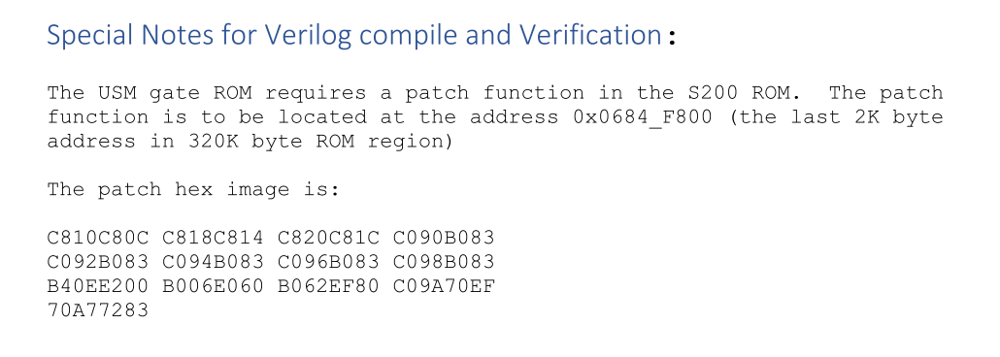 Special Notes for Verilog compile and Verification:
The USM gate ROM requires a patch function in the S200 ROM.  The patch
function is to be located at the address 0x0684_F800 (the last 2K byte
address in 320K byte ROM region)
The patch hex image is:
C810C80C C818C814 C820C81C C090B083
C092B083 C094B083 C096B083 C098B083
B40EE200 B006E060 B062EF80 C09A70EF
70A77283